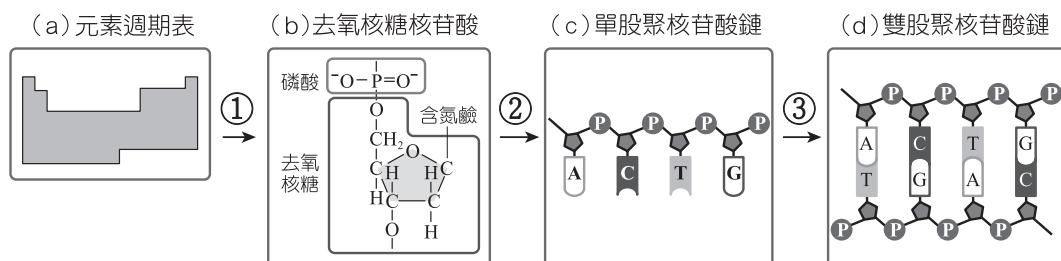 (a)元素週期表
(b)去氧核糖核苷酸
(c)單股聚核苷酸鏈
(d)雙股聚核苷酸鏈
①
②
③
磷酸
⁻O–P=O⁻
O
含氮鹼
CH₂
O
去氧
核糖
C
H
H
C
H
C
C
O
H
P P P P
A C T G
P P P P
A C T G
T G A C
P P P P